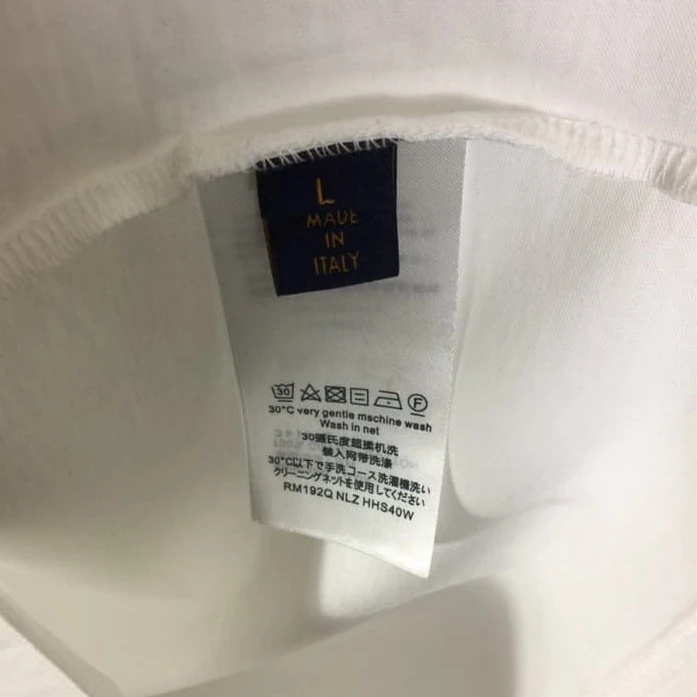 L
MADE
IN
ITALY
30
F
30°C very gentle mschine wash
Wash in net
30摄氏度超揉机洗
装入网带洗涤
30°C以下で手洗コース洗濯機洗い
クリーニングネットを使用してください
RM192Q NLZ HHS40W